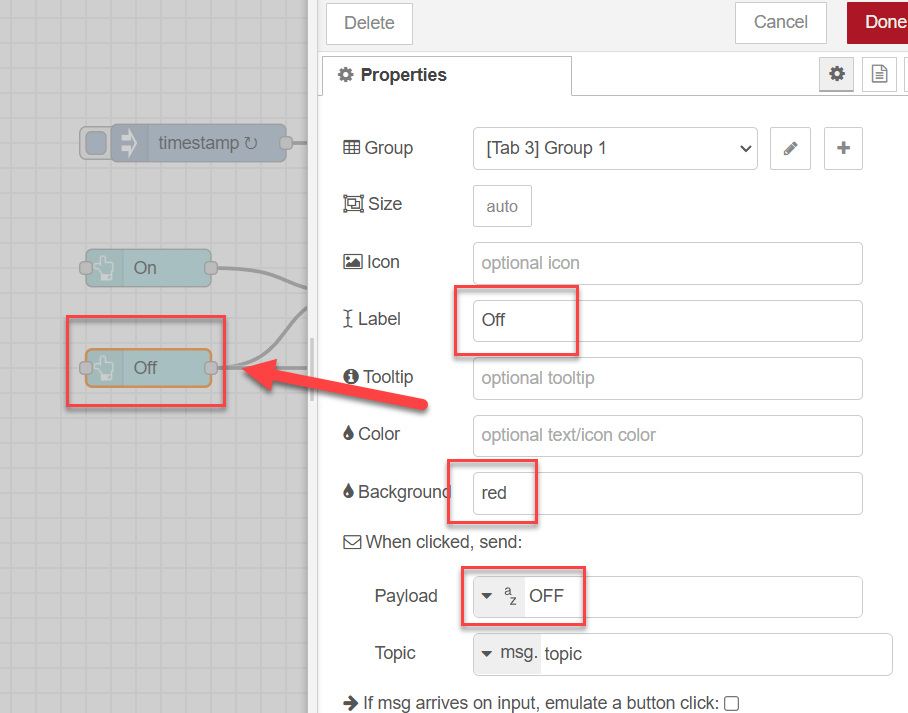 Delete
Cancel
Done
Properties
timestamp ↻
On
Off
Group
[Tab 3] Group 1
Size
auto
Icon
optional icon
Label
Off
Tooltip
optional tooltip
Color
optional text/icon color
Background
red
When clicked, send:
Payload
a
z
OFF
Topic
msg. topic
If msg arrives on input, emulate a button click: